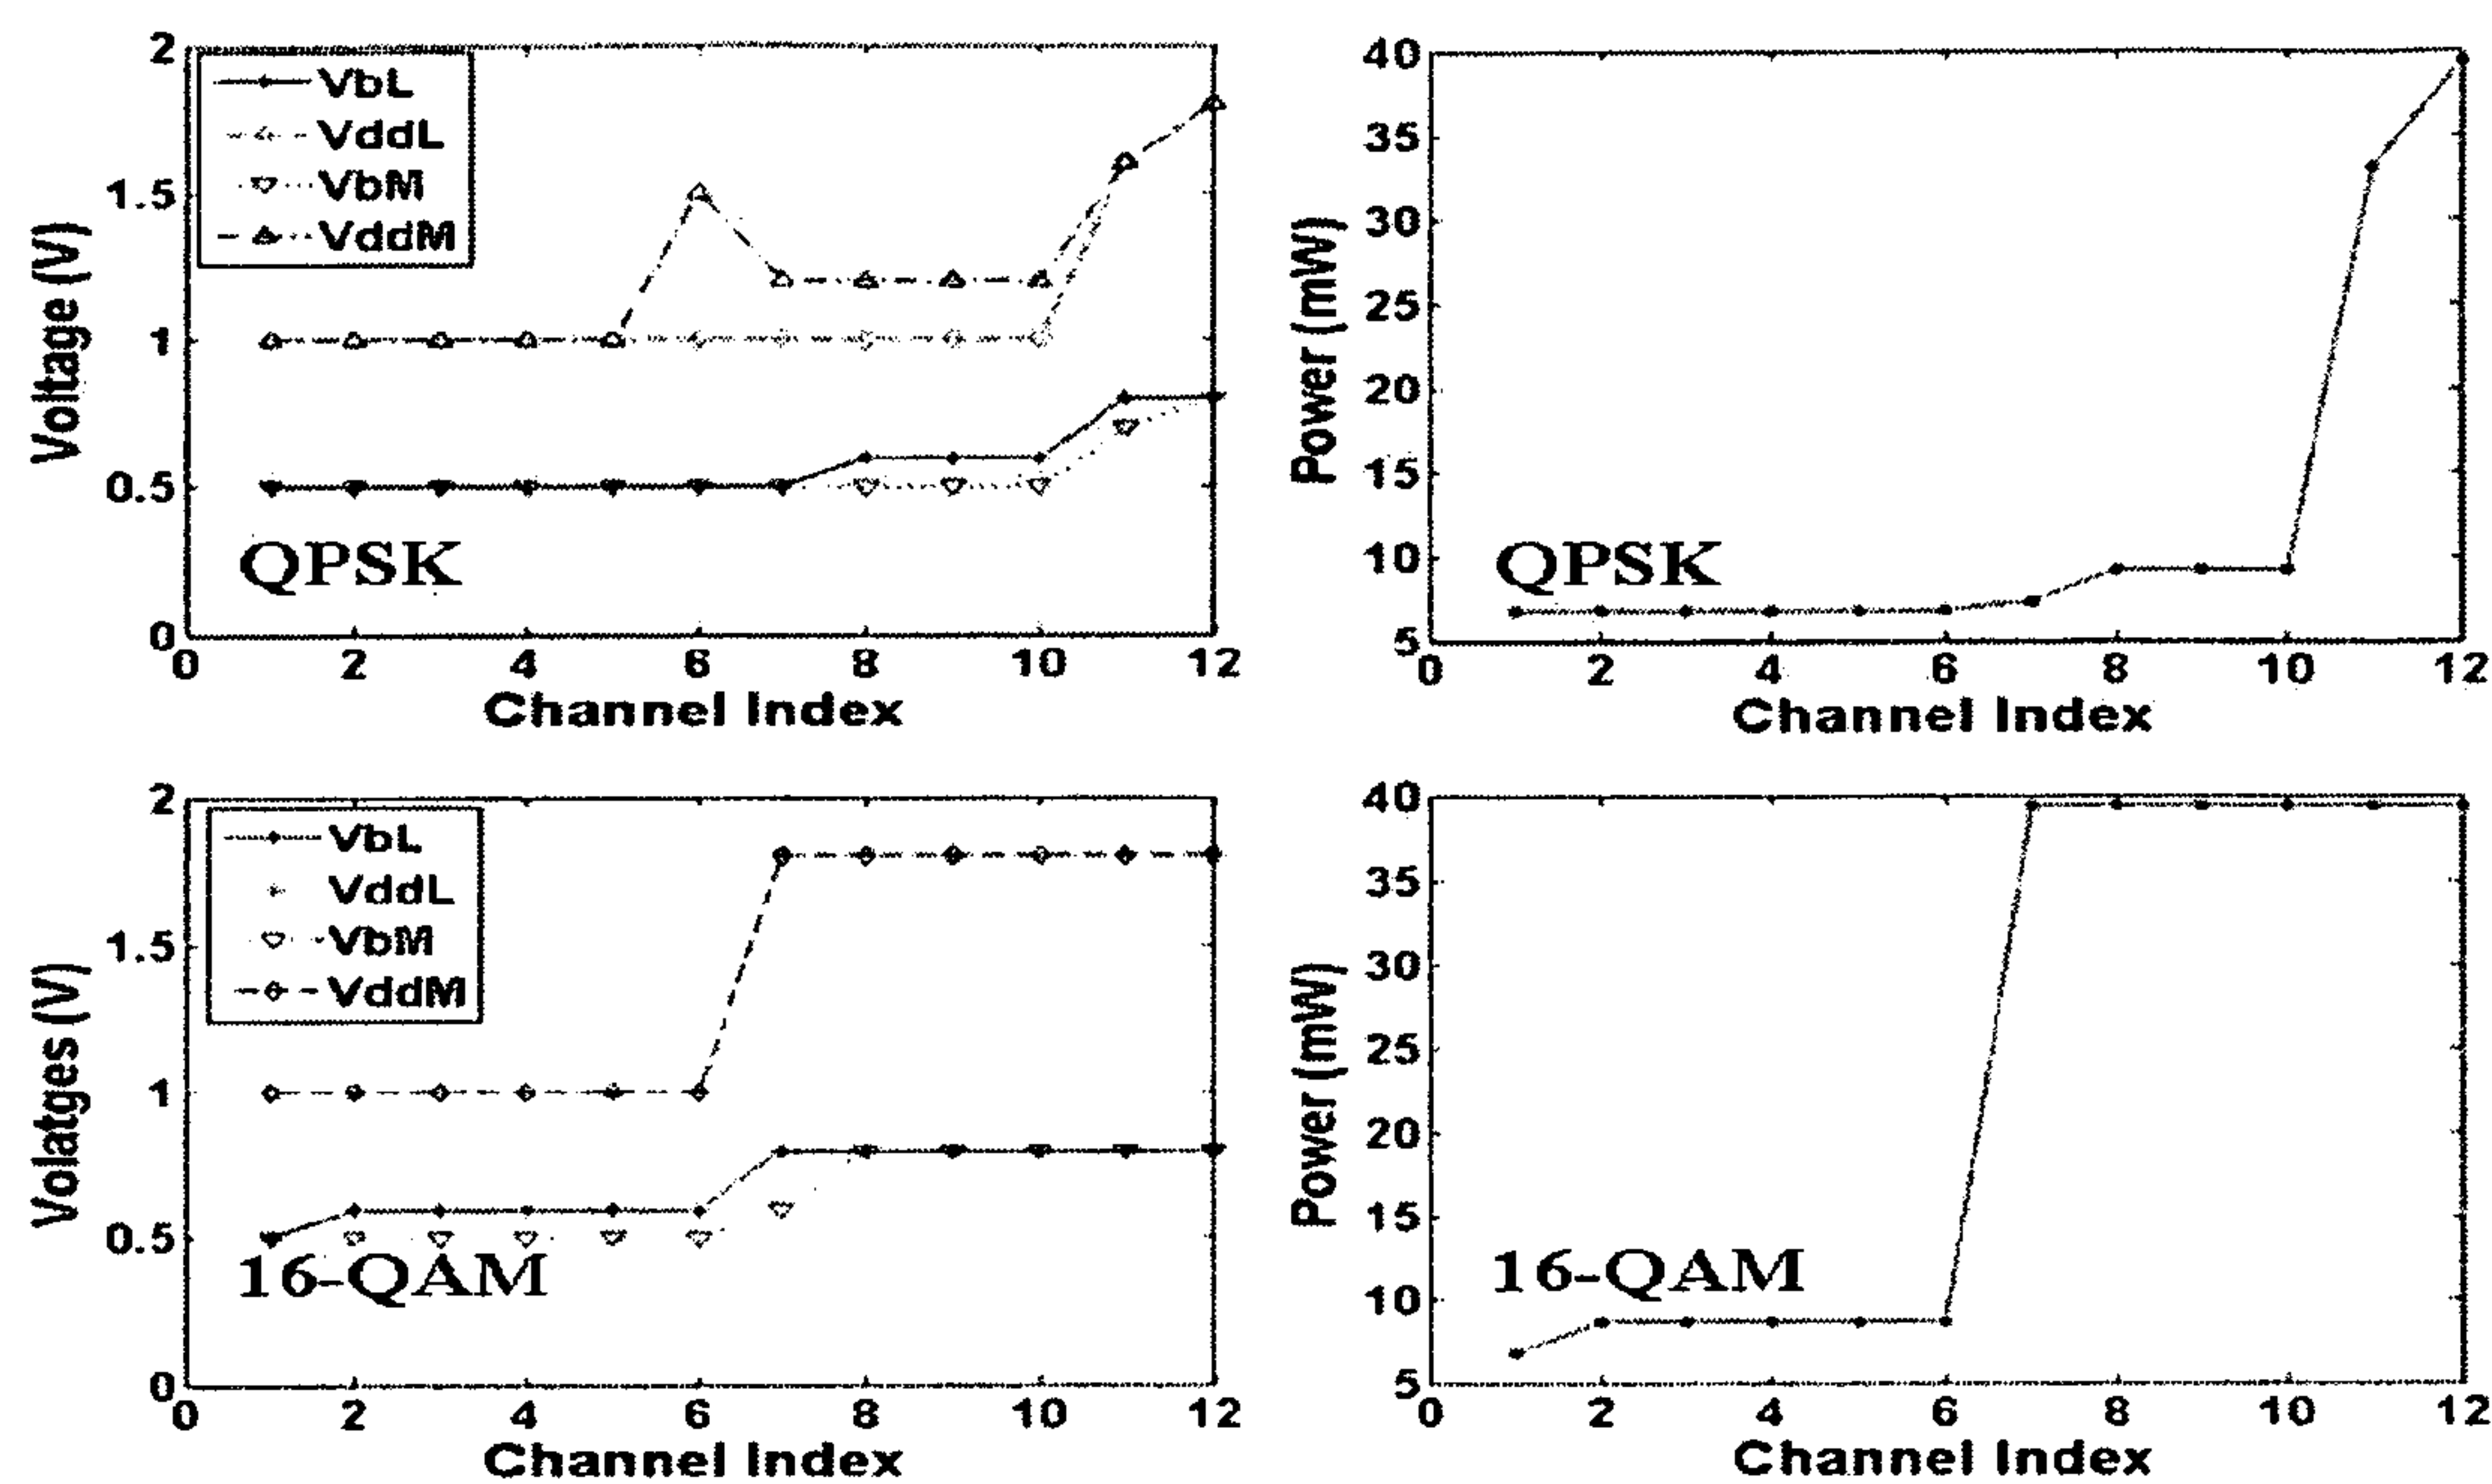 2
1.5
1
0.5
0
Voltage (V)
VbL
VddL
VbM
VddM
QPSK
0 2 4 6 8 10 12
Channel Index
40
35
30
25
20
15
10
5
Power (mW)
QPSK
0 2 4 6 8 10 12
Channel Index
2
1.5
1
0.5
0
Volatges (V)
VbL
VddL
VbM
VddM
16-QAM
0 2 4 6 8 10 12
Channel Index
40
35
30
25
20
15
10
5
Power (mW)
16-QAM
0 2 4 6 8 10 12
Channel Index